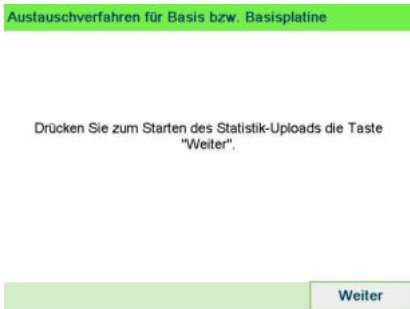 Austauschverfahren für Basis bzw. Basisplatine
Drücken Sie zum Starten des Statistik-Uploads die Taste
"Weiter".
Weiter